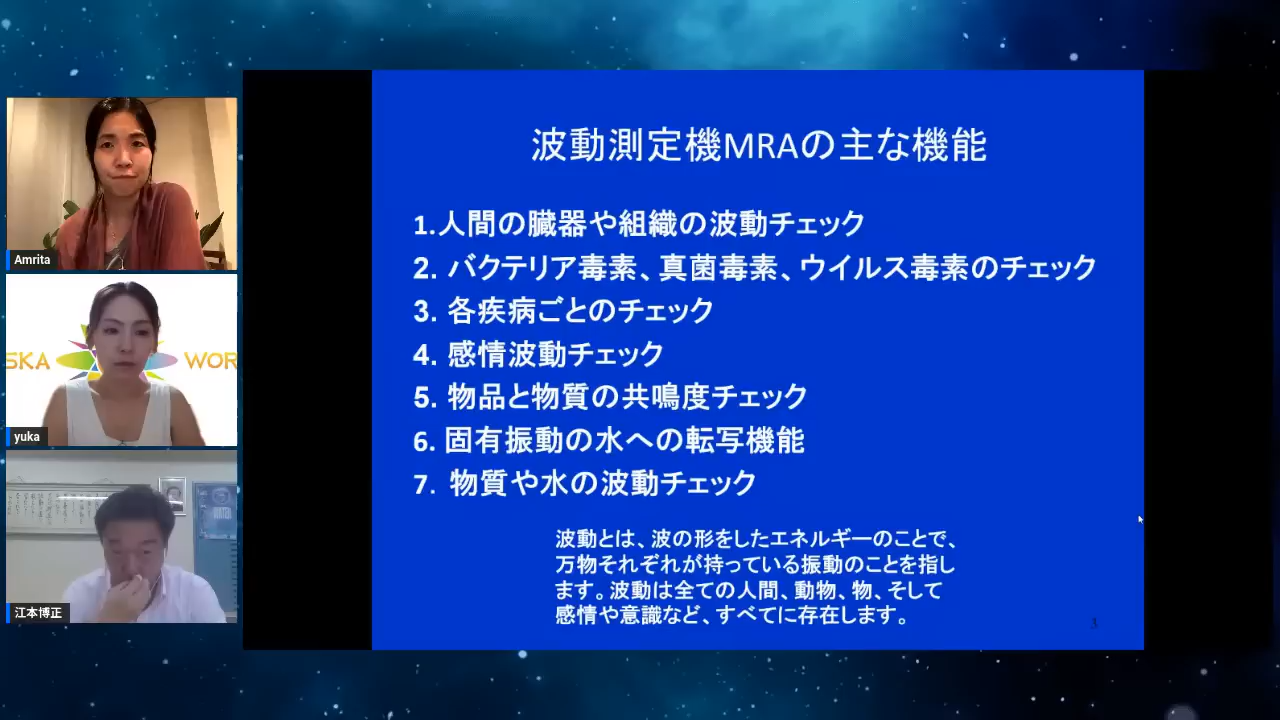 波動測定機MRAの主な機能
1.人間の臓器や組織の波動チェック
2. バクテリア毒素、真菌毒素、ウイルス毒素のチェック
3. 各疾病ごとのチェック
4. 感情波動チェック
5. 物品と物質の共鳴度チェック
6. 固有振動の水への転写機能
7. 物質や水の波動チェック
波動とは、波の形をしたエネルギーのことで、
万物それぞれが持っている振動のことを指し
ます。波動は全ての人間、動物、物、そして
感情や意識など、すべてに存在します。
3
Amrita
SKA WOR
yuka
江本博正